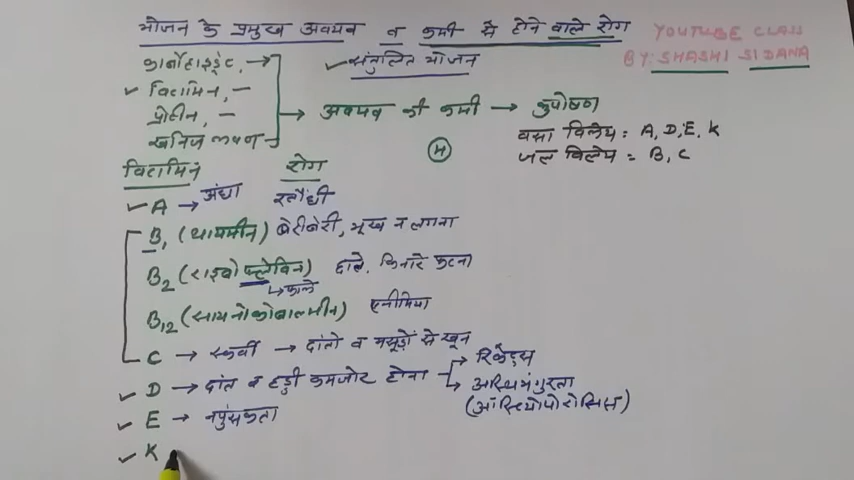 भोजन के प्रमुख अवयव व कमी से होने वाले रोग
YOUTUBE CLASS
BY: SHASHI SIDANA
कार्बोहाइड्रेट, → संतुलित भोजन
विटामिन, -
प्रोटीन, - → अवयव की कमी → कुपोषण
खनिज लवण -
वसा विलेय : A, D, E, K
जल विलेय = B, C
M
विटामिन रोग
A → अंधा रतौंधी
B₁ (थायमीन) बेरीबेरी, भूख न लगना
B₂ (राइबो फ्लेविन) छाले, किनारे फटना
↳ छाले
B₁₂ (सायनोकोबालमीन) एनीमिया
C → स्कर्वी → दांतो व मसूड़ों से खून
D → दांत व हड्डी कमजोर होना → रिकेट्स
→ अस्थिभंगुरता
(ऑस्टियोपोरोसिस)
E → नपुंसकता
K